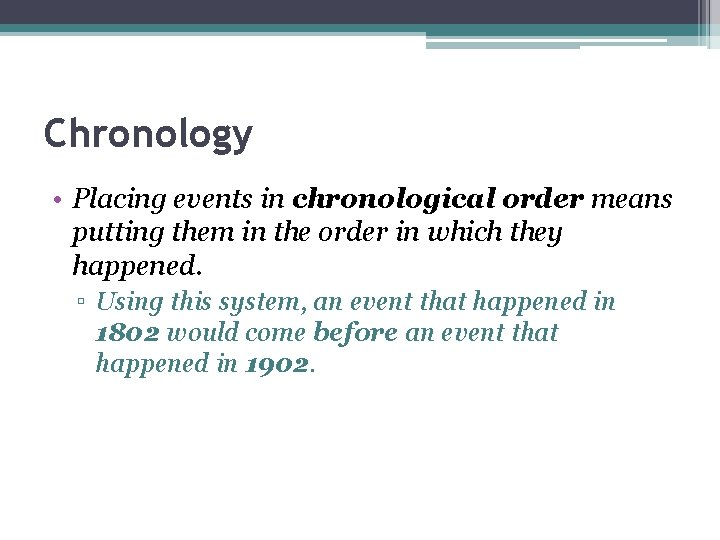 Chronology
• Placing events in chronological order means
putting them in the order in which they
happened.
▫ Using this system, an event that happened in
1802 would come before an event that
happened in 1902.